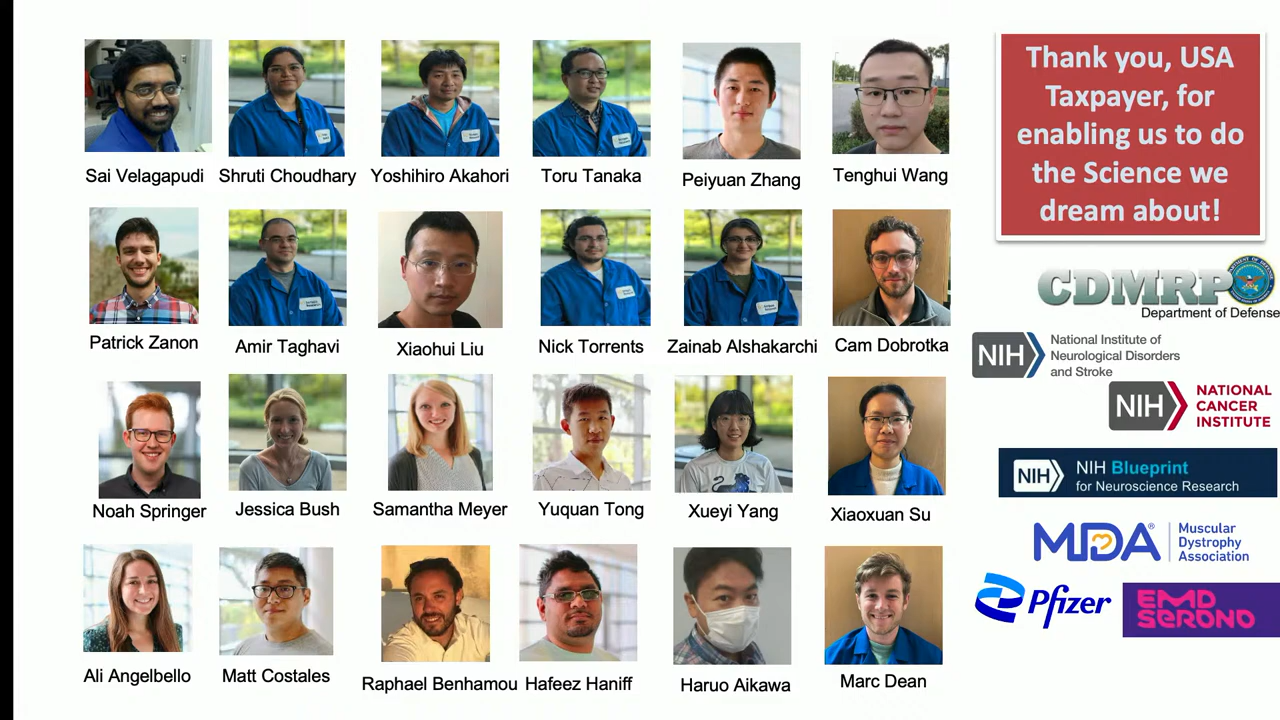 Sai Velagapudi
Shruti Choudhary
Yoshihiro Akahori
Toru Tanaka
Peiyuan Zhang
Tenghui Wang
Patrick Zanon
Amir Taghavi
Xiaohui Liu
Nick Torrents
Zainab Alshakarchi
Cam Dobrotka
Noah Springer
Jessica Bush
Samantha Meyer
Yuquan Tong
Xueyi Yang
Xiaoxuan Su
Ali Angelbello
Matt Costales
Raphael Benhamou
Hafeez Haniff
Haruo Aikawa
Marc Dean
Thank you, USA
Taxpayer, for
enabling us to do
the Science we
dream about!
CDMRP
Department of Defense
NIH
National Institute of
Neurological Disorders
and Stroke
NIH
NATIONAL
CANCER
INSTITUTE
NIH
NIH Blueprint
for Neuroscience Research
MDA®
Muscular
Dystrophy
Association
Pfizer
EMD
SERONO